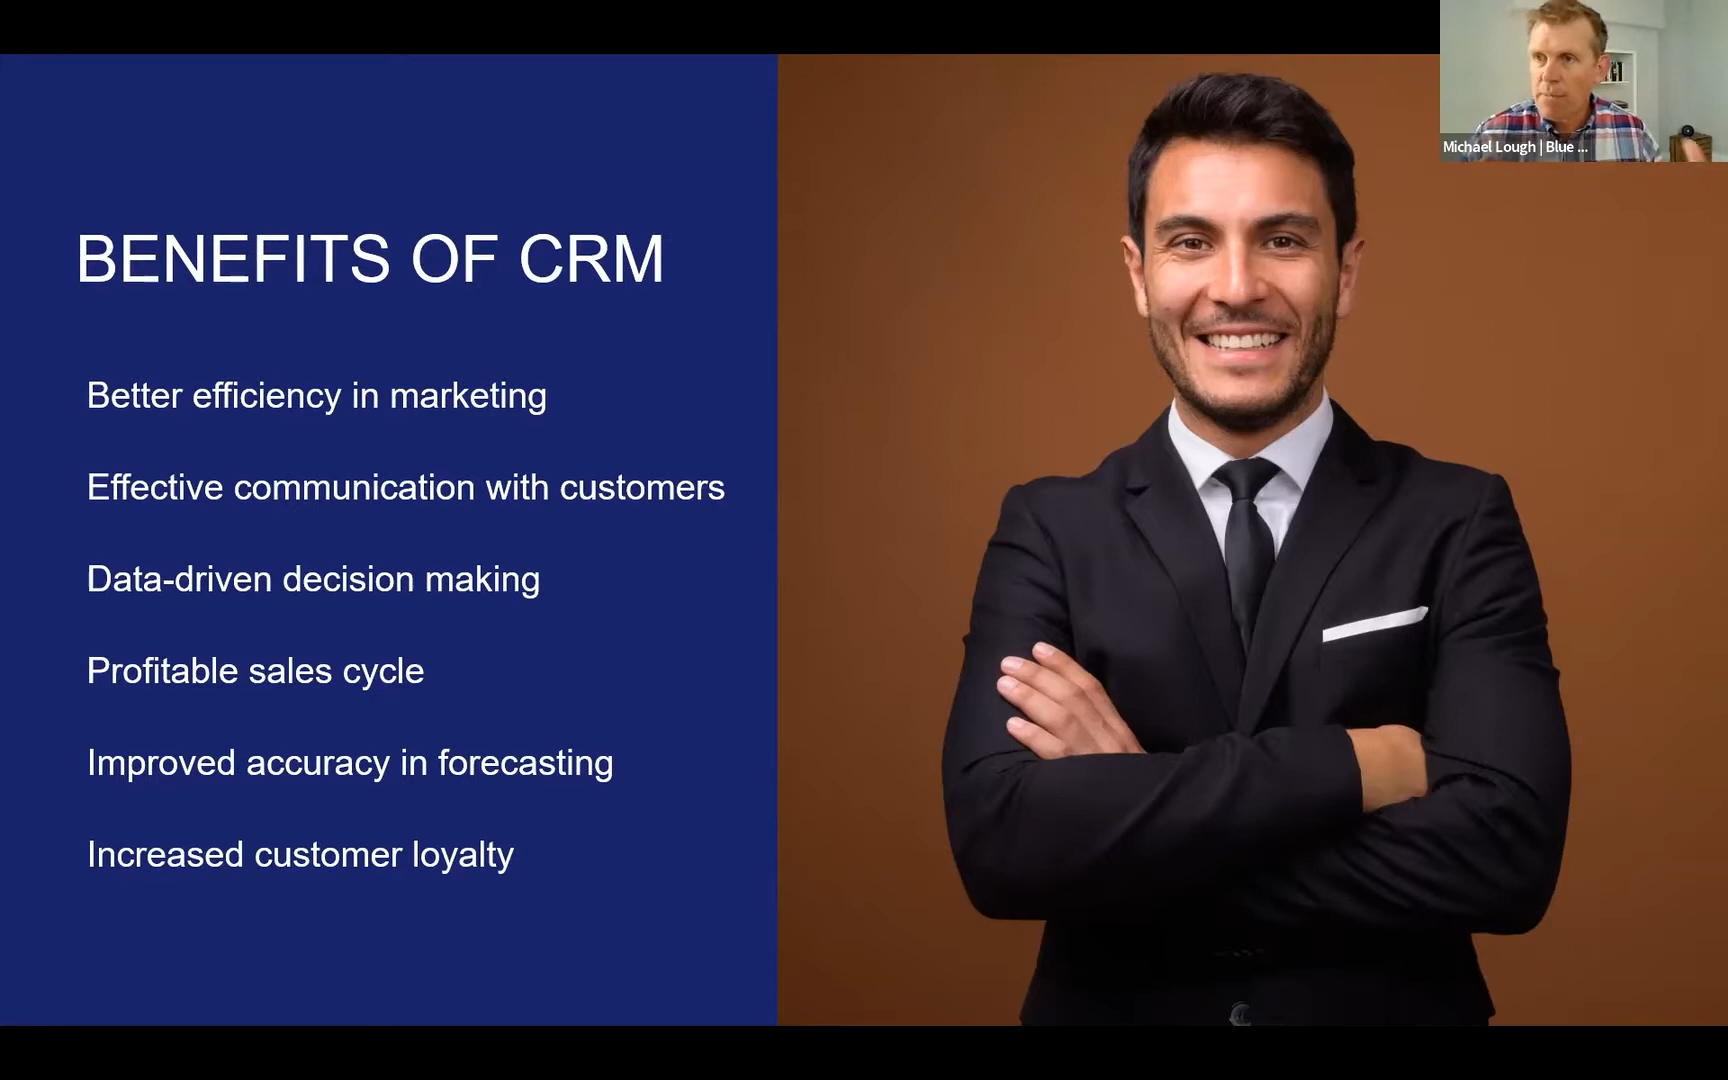 BENEFITS OF CRM
Better efficiency in marketing
Effective communication with customers
Data-driven decision making
Profitable sales cycle
Improved accuracy in forecasting
Increased customer loyalty
Michael Lough | Blue ...